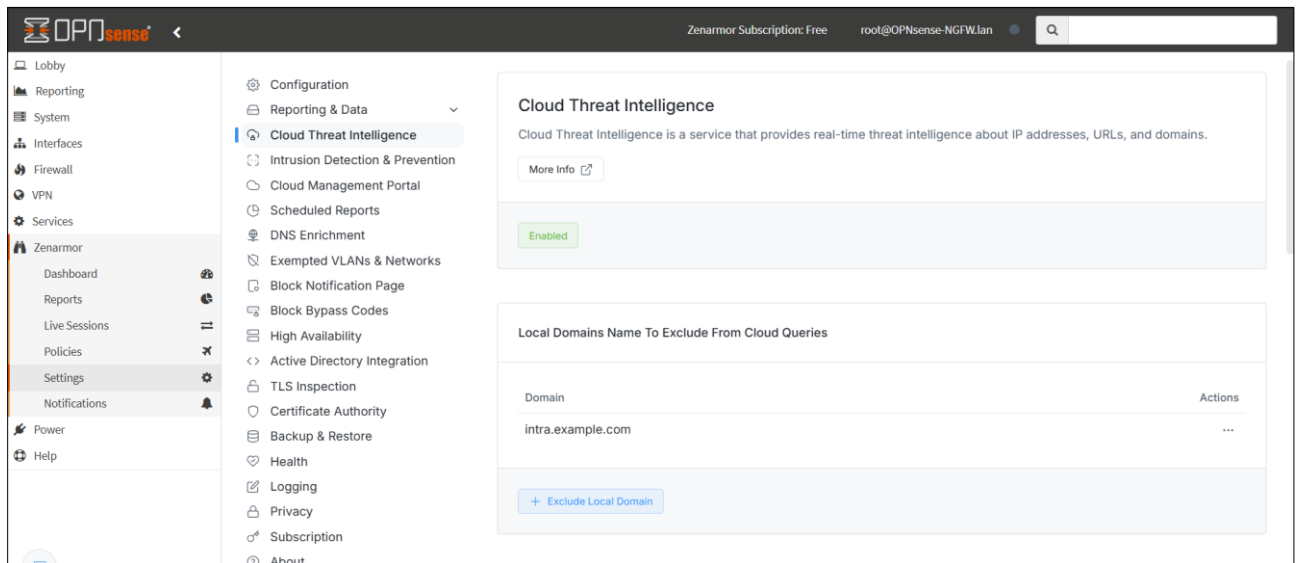 OPNsense
Zenarmor Subscription: Free
root@OPNsense-NGFW.lan
Lobby
Reporting
System
Interfaces
Firewall
VPN
Services
Zenarmor
Dashboard
Reports
Live Sessions
Policies
Settings
Notifications
Power
Help
Configuration
Reporting & Data
Cloud Threat Intelligence
Intrusion Detection & Prevention
Cloud Management Portal
Scheduled Reports
DNS Enrichment
Exempted VLANs & Networks
Block Notification Page
Block Bypass Codes
High Availability
Active Directory Integration
TLS Inspection
Certificate Authority
Backup & Restore
Health
Logging
Privacy
Subscription
About
Cloud Threat Intelligence
Cloud Threat Intelligence is a service that provides real-time threat intelligence about IP addresses, URLs, and domains.
More Info
Enabled
Local Domains Name To Exclude From Cloud Queries
Domain Actions
intra.example.com ...
+ Exclude Local Domain